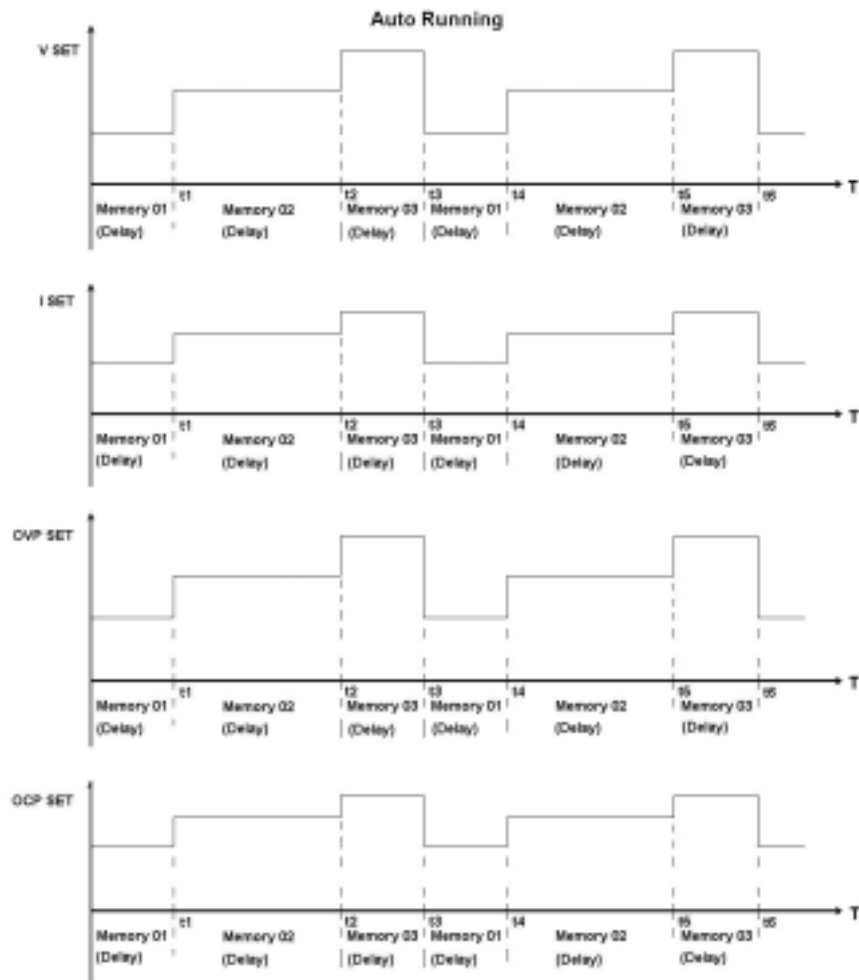 Auto Running
V SET
t1 t2 t3 t4 t5 t6 T
Memory 01 Memory 02 Memory 03 Memory 01 Memory 02 Memory 03
(Delay) (Delay) (Delay) (Delay) (Delay) (Delay)
I SET
t1 t2 t3 t4 t5 t6 T
Memory 01 Memory 02 Memory 03 Memory 01 Memory 02 Memory 03
(Delay) (Delay) (Delay) (Delay) (Delay) (Delay)
OVP SET
t1 t2 t3 t4 t5 t6 T
Memory 01 Memory 02 Memory 03 Memory 01 Memory 02 Memory 03
(Delay) (Delay) (Delay) (Delay) (Delay) (Delay)
OCP SET
t1 t2 t3 t4 t5 t6 T
Memory 01 Memory 02 Memory 03 Memory 01 Memory 02 Memory 03
(Delay) (Delay) (Delay) (Delay) (Delay) (Delay)